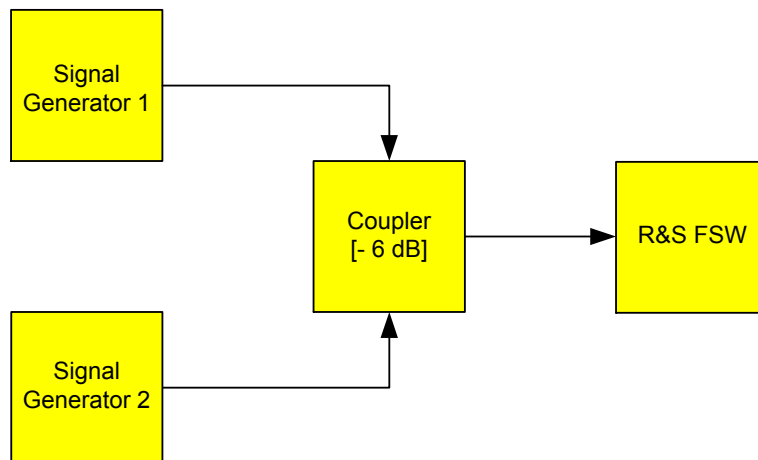 Signal
Generator 1
Coupler
[- 6 dB]
R&S FSW
Signal
Generator 2